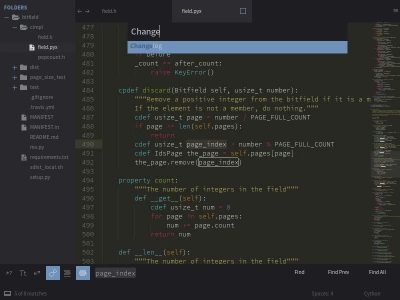 FOLDERS
bitfield
cimpl
field.h
field.pyx
popcount.h
dist
page_size_test
test
.gitignore
.travis.yml
MANIFEST
MANIFEST.in
README.md
rev.py
requirements.txt
setup.py
field.h
field.pyx
Change
477
478
479
480
481
482
483
484
485
486
487
488
489
490
491
492
493
494
495
496
497
498
499
500
501
502
503
before
_count == after_count:
raise KeyError()
cpdef discard(Bitfield self, usize_t number):
"""Remove a positive integer from the bitfield if it is a m
If the element is not a member, do nothing."""
cdef usize_t page = number / PAGE_FULL_COUNT
if page >= len(self.pages):
return
cdef usize_t page_index = number % PAGE_FULL_COUNT
cdef IdsPage the_page = self.pages[page]
the_page.remove(page_index)
property count:
"""The number of integers in the field"""
def __get__(self):
cdef usize_t num = 0
for page in self.pages:
num += page.count
return num
def __len__(self):
"""The number of integers in the field"""
page_index
Find
Find Prev
Find All
Spaces: 4
Cython